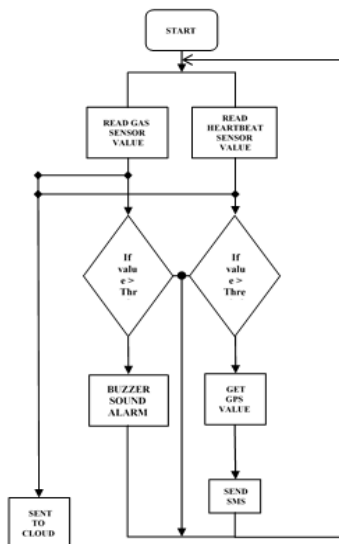 START
READ GAS
SENSOR
VALUE
READ
HEARTBEAT
SENSOR
VALUE
If
valu
e >
Thr
If
valu
e >
Thre
BUZZER
SOUND
ALARM
GET
GPS
VALUE
SEND
SMS
SENT
TO
CLOUD